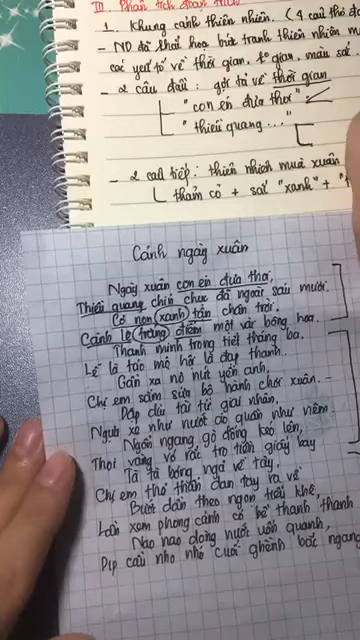 III. Phân tích đoạn trích
1. Khung cảnh thiên nhiên. (4 câu thơ đầ
- ND đã khái hoạ bức tranh thiên nhiên m
các yếu tố về thời gian, k gian, màu sắc.
- 2 câu đầu: gợi tả về thời gian
"con én đưa thoi"
"thiều quang..."
- 2 câu tiếp: thiên nhiên mùa xuân
thảm cỏ + sắc "xanh" +
Cảnh ngày xuân
Ngày xuân con én đưa thoi,
Thiều quang chín chục đã ngoài sáu mươi.
Cỏ non (xanh) tận chân trời,
Cành lê (trắng) điểm một vài bông hoa.
Thanh minh trong tiết tháng ba,
Lễ là tảo mộ hội là đạp thanh.
Gần xa nô nức yến anh,
Chị em sắm sửa bộ hành chơi xuân.
Dập dìu tài tử giai nhân,
Ngựa xe như nước áo quần như nêm.
Ngổn ngang gò đống kéo lên,
Thoi vàng vó rắc tro tiền giấy bay
Tà tà bóng ngả về tây,
Chị em thơ thẩn dan tay ra về
Bước dần theo ngọn tiểu khê,
Lần xem phong cảnh có bề thanh thanh
Nao nao dòng nước uốn quanh,
Dịp cầu nho nhỏ cuối ghềnh bắc ngang